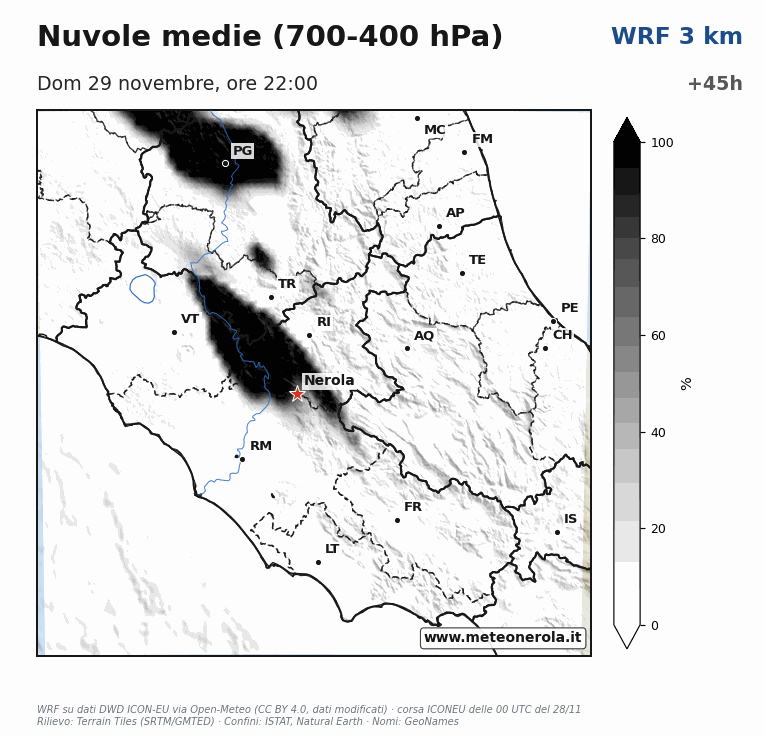 Nuvole medie (700-400 hPa)
WRF 3 km
Dom 29 novembre, ore 22:00
+45h
MC
FM
PG
AP
TE
TR
PE
VT
RI
AQ
CH
Nerola
RM
FR
IS
LT
www.meteonerola.it
100
80
60
40
20
0
%
WRF su dati DWD ICON-EU via Open-Meteo (CC BY 4.0, dati modificati) · corsa ICONEU delle 00 UTC del 28/11
Rilievo: Terrain Tiles (SRTM/GMTED) · Confini: ISTAT, Natural Earth · Nomi: GeoNames